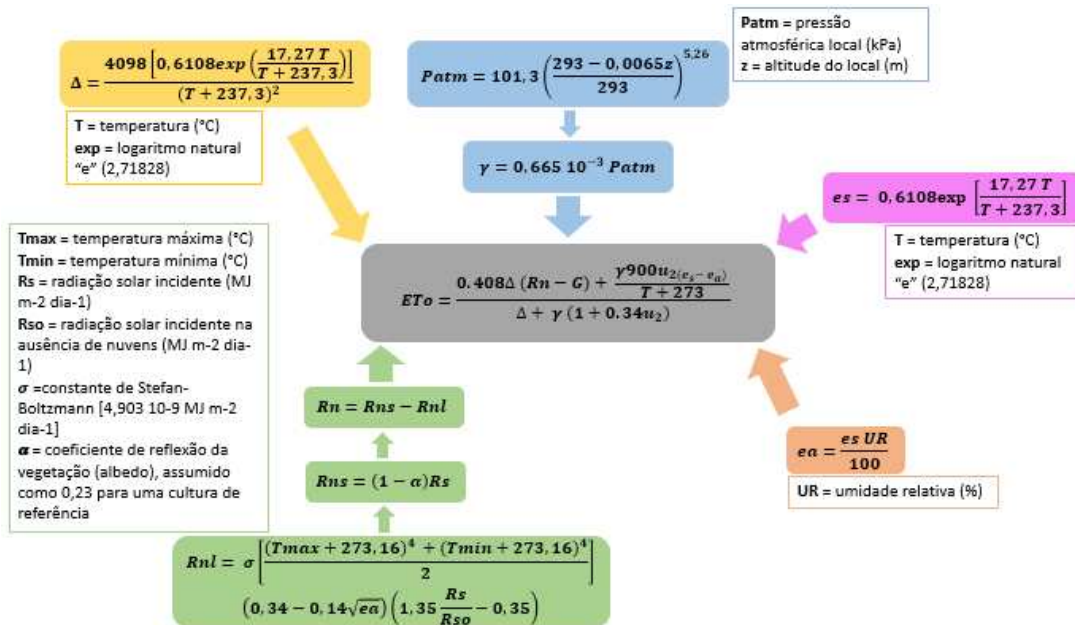 Δ = 4098 [0,6108exp (17,27 T / T + 237,3)] / (T + 237,3)²
T = temperatura (°C)
exp = logaritmo natural
"e" (2,71828)
Patm = 101,3 (293 − 0,0065z / 293)^5,26
Patm = pressão
atmosférica local (kPa)
z = altitude do local (m)
γ = 0.665 10⁻³ Patm
es = 0,6108exp [17,27 T / T + 237,3]
T = temperatura (°C)
exp = logaritmo natural
"e" (2,71828)
Tmax = temperatura máxima (°C)
Tmin = temperatura mínima (°C)
Rs = radiação solar incidente (MJ
m-2 dia-1)
Rso = radiação solar incidente na
ausência de nuvens (MJ m-2 dia-
1)
σ =constante de Stefan-
Boltzmann [4,903 10-9 MJ m-2
dia-1]
α = coeficiente de reflexão da
vegetação (albedo), assumido
como 0,23 para uma cultura de
referência
ETo = 0.408Δ (Rn − G) + γ900u₂(es − ea) / T + 273 / Δ + γ (1 + 0.34u₂)
Rn = Rns − Rnl
Rns = (1 − α)Rs
Rnl = σ [(Tmax + 273,16)⁴ + (Tmin + 273,16)⁴ / 2]
(0,34 − 0,14√ea) (1,35 Rs / Rso − 0,35)
ea = es UR / 100
UR = umidade relativa (%)